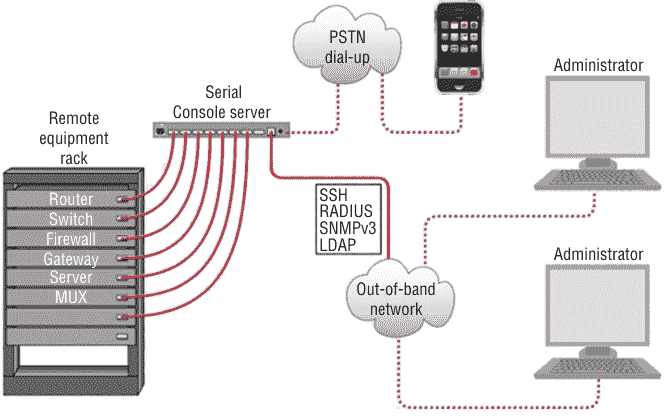 PSTN
dial-up
Administrator
Serial
Console server
Remote
equipment
rack
Router
Switch
Firewall
Gateway
Server
MUX
SSH
RADIUS
SNMPv3
LDAP
Out-of-band
network
Administrator